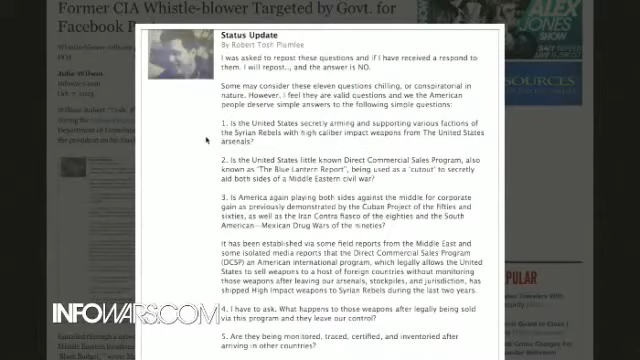 Former CIA Whistle-blower Targeted by Govt. for
Facebook
ALEX
JONES
SHOW
Status Update
By Robert Tosh Plumlee
I was asked to repost these questions and if I have received a respond to
them. I will repost..., and the answer is NO.
Some may consider these eleven questions chilling, or conspiratorial in
nature. However, I feel they are valid questions and we the American
people deserve simple answers to the following simple questions:
1. Is the United States secretly arming and supporting various factions of
the Syrian Rebels with high caliber impact weapons from The United States
arsenals?
2. Is the United States little known Direct Commercial Sales Program, also
known as "The Blue Lantern Report", being used as a "cutout" to secretly
aid both sides of a Middle Eastern civil war?
3. Is America again playing both sides against the middle for corporate
gain as previously demonstrated by the Cuban Project of the Fifties and
sixties, as well as the Iran Contra fiasco of the eighties and the South
American—Mexican Drug Wars of the nineties?
It has been established via some field reports from the Middle East and
some isolated media reports that the Direct Commercial Sales Program
(DCSP) an American international program, which legally allows the United
States to sell weapons to a host of foreign countries without monitoring
those weapons after leaving our arsenals, stockpiles, and jurisdiction, has
shipped High Impact weapons to Syrian Rebels during the last two years.
4. I have to ask. What happens to those weapons after legally being sold
via this program and they leave our control?
5. Are they being monitored, traced, certified, and inventoried after
arriving in other countries?
INFOWARS.COM